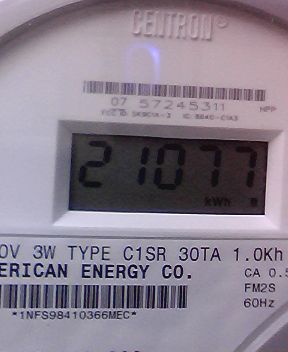 CENTRON®
07 57245311
21077
kWh
0V 3W TYPE C1SR 30TA 1.0Kh
ERICAN ENERGY CO.
CA 0.5
FM2S
60Hz
*1NFS98410366MEC*